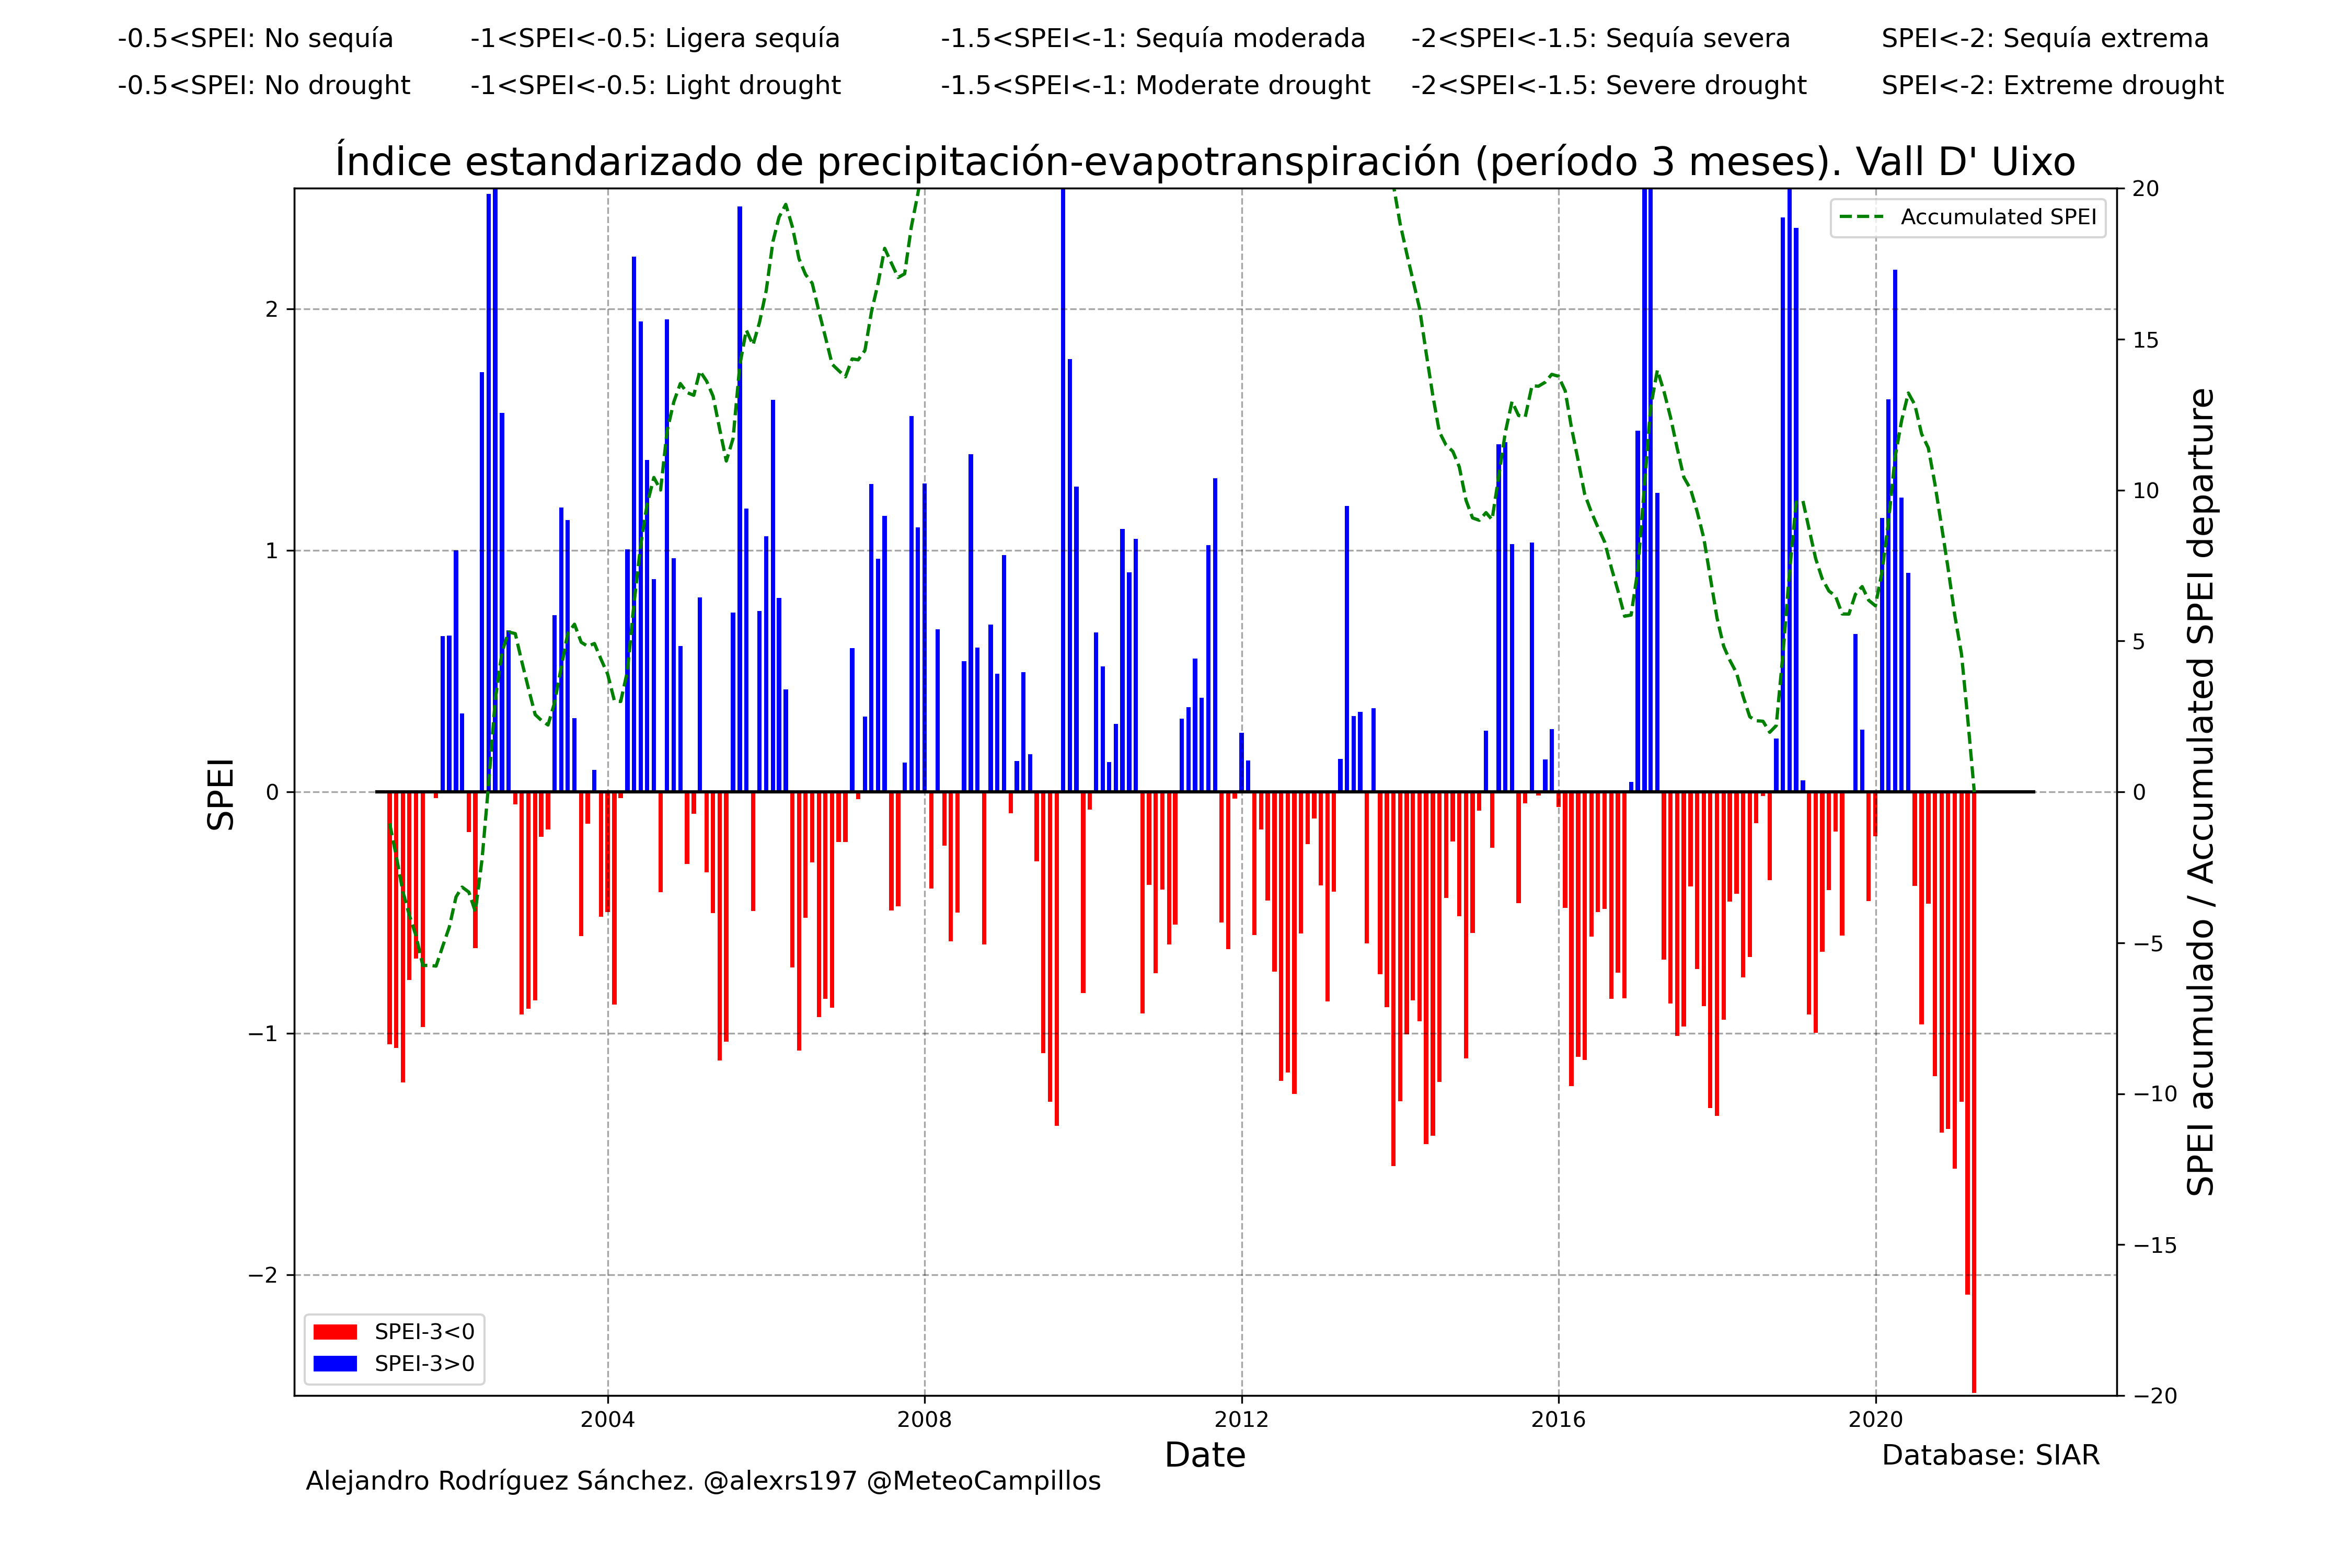 -0.5<SPEI: No sequía -1<SPEI<-0.5: Ligera sequía -1.5<SPEI<-1: Sequía moderada -2<SPEI<-1.5: Sequía severa SPEI<-2: Sequía extrema
-0.5<SPEI: No drought -1<SPEI<-0.5: Light drought -1.5<SPEI<-1: Moderate drought -2<SPEI<-1.5: Severe drought SPEI<-2: Extreme drought
Índice estandarizado de precipitación-evapotranspiración (período 3 meses). Vall D' Uixo
Accumulated SPEI
SPEI
2
1
0
−1
−2
20
15
10
5
0
−5
−10
−15
−20
SPEI acumulado / Accumulated SPEI departure
SPEI-3<0
SPEI-3>0
2004 2008 2012 2016 2020
Date
Database: SIAR
Alejandro Rodríguez Sánchez. @alexrs197 @MeteoCampillos